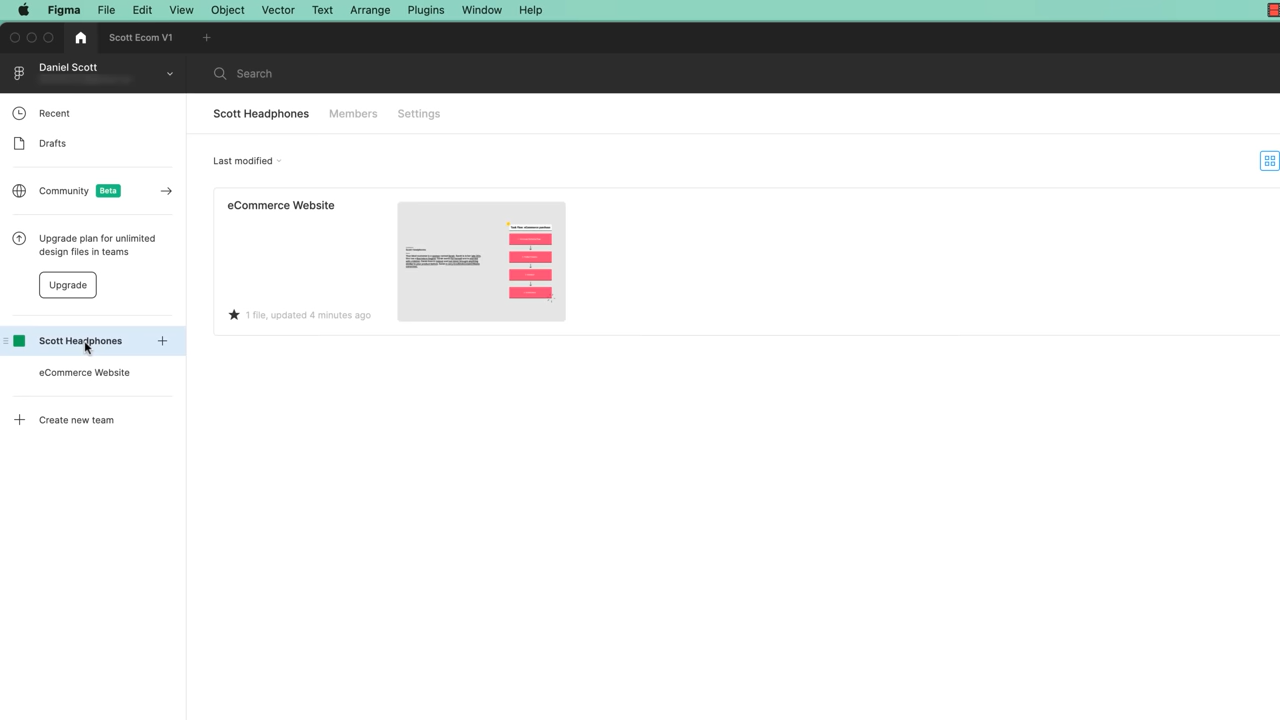 Figma File Edit View Object Vector Text Arrange Plugins Window Help
Scott Ecom V1
Daniel Scott
Search
Recent
Drafts
Community Beta
Upgrade plan for unlimited
design files in teams
Upgrade
Scott Headphones
eCommerce Website
Create new team
Scott Headphones Members Settings
Last modified
eCommerce Website
1 file, updated 4 minutes ago